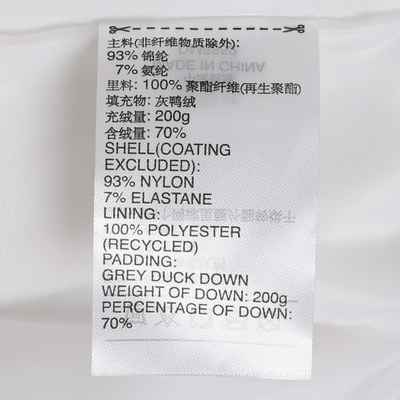 主料(非纤维物质除外):
93% 锦纶
7% 氨纶
里料: 100% 聚酯纤维(再生聚酯)
填充物: 灰鸭绒
充绒量: 200g
含绒量: 70%
SHELL(COATING
EXCLUDED):
93% NYLON
7% ELASTANE
LINING:
100% POLYESTER
(RECYCLED)
PADDING:
GREY DUCK DOWN
WEIGHT OF DOWN: 200g
PERCENTAGE OF DOWN:
70%